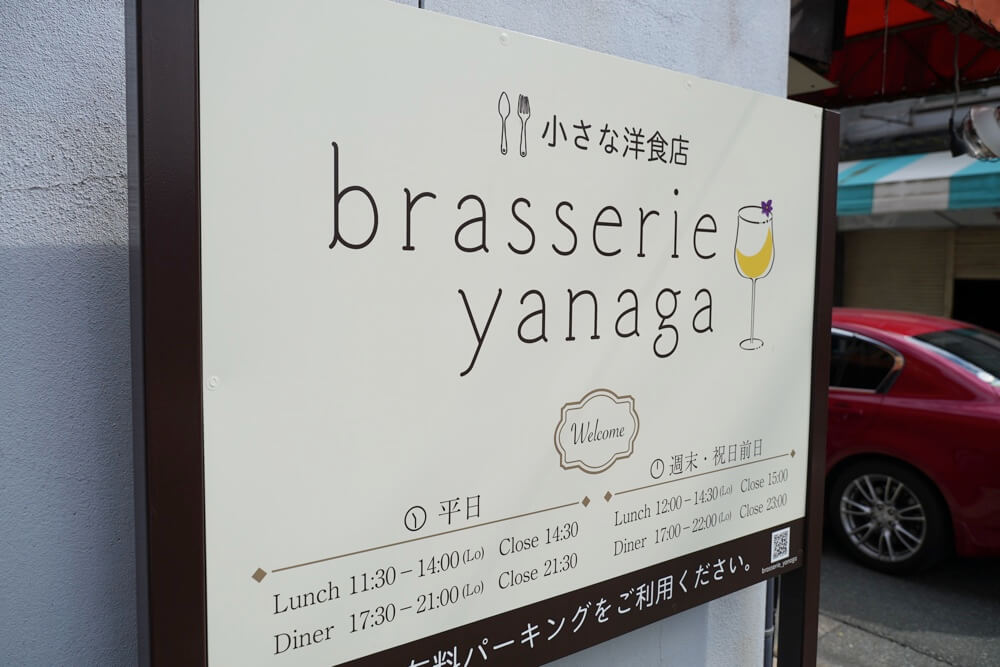 小さな洋食店
brasserie
yanaga
Welcome
平日
Lunch 11:30－14:00(Lo) Close 14:30
Diner 17:30－21:00(Lo) Close 21:30
週末・祝日前日
Lunch 12:00－14:30(Lo) Close 15:00
Diner 17:00－22:00(Lo) Close 23:00
料パーキングをご利用ください。
brasserie_yanaga